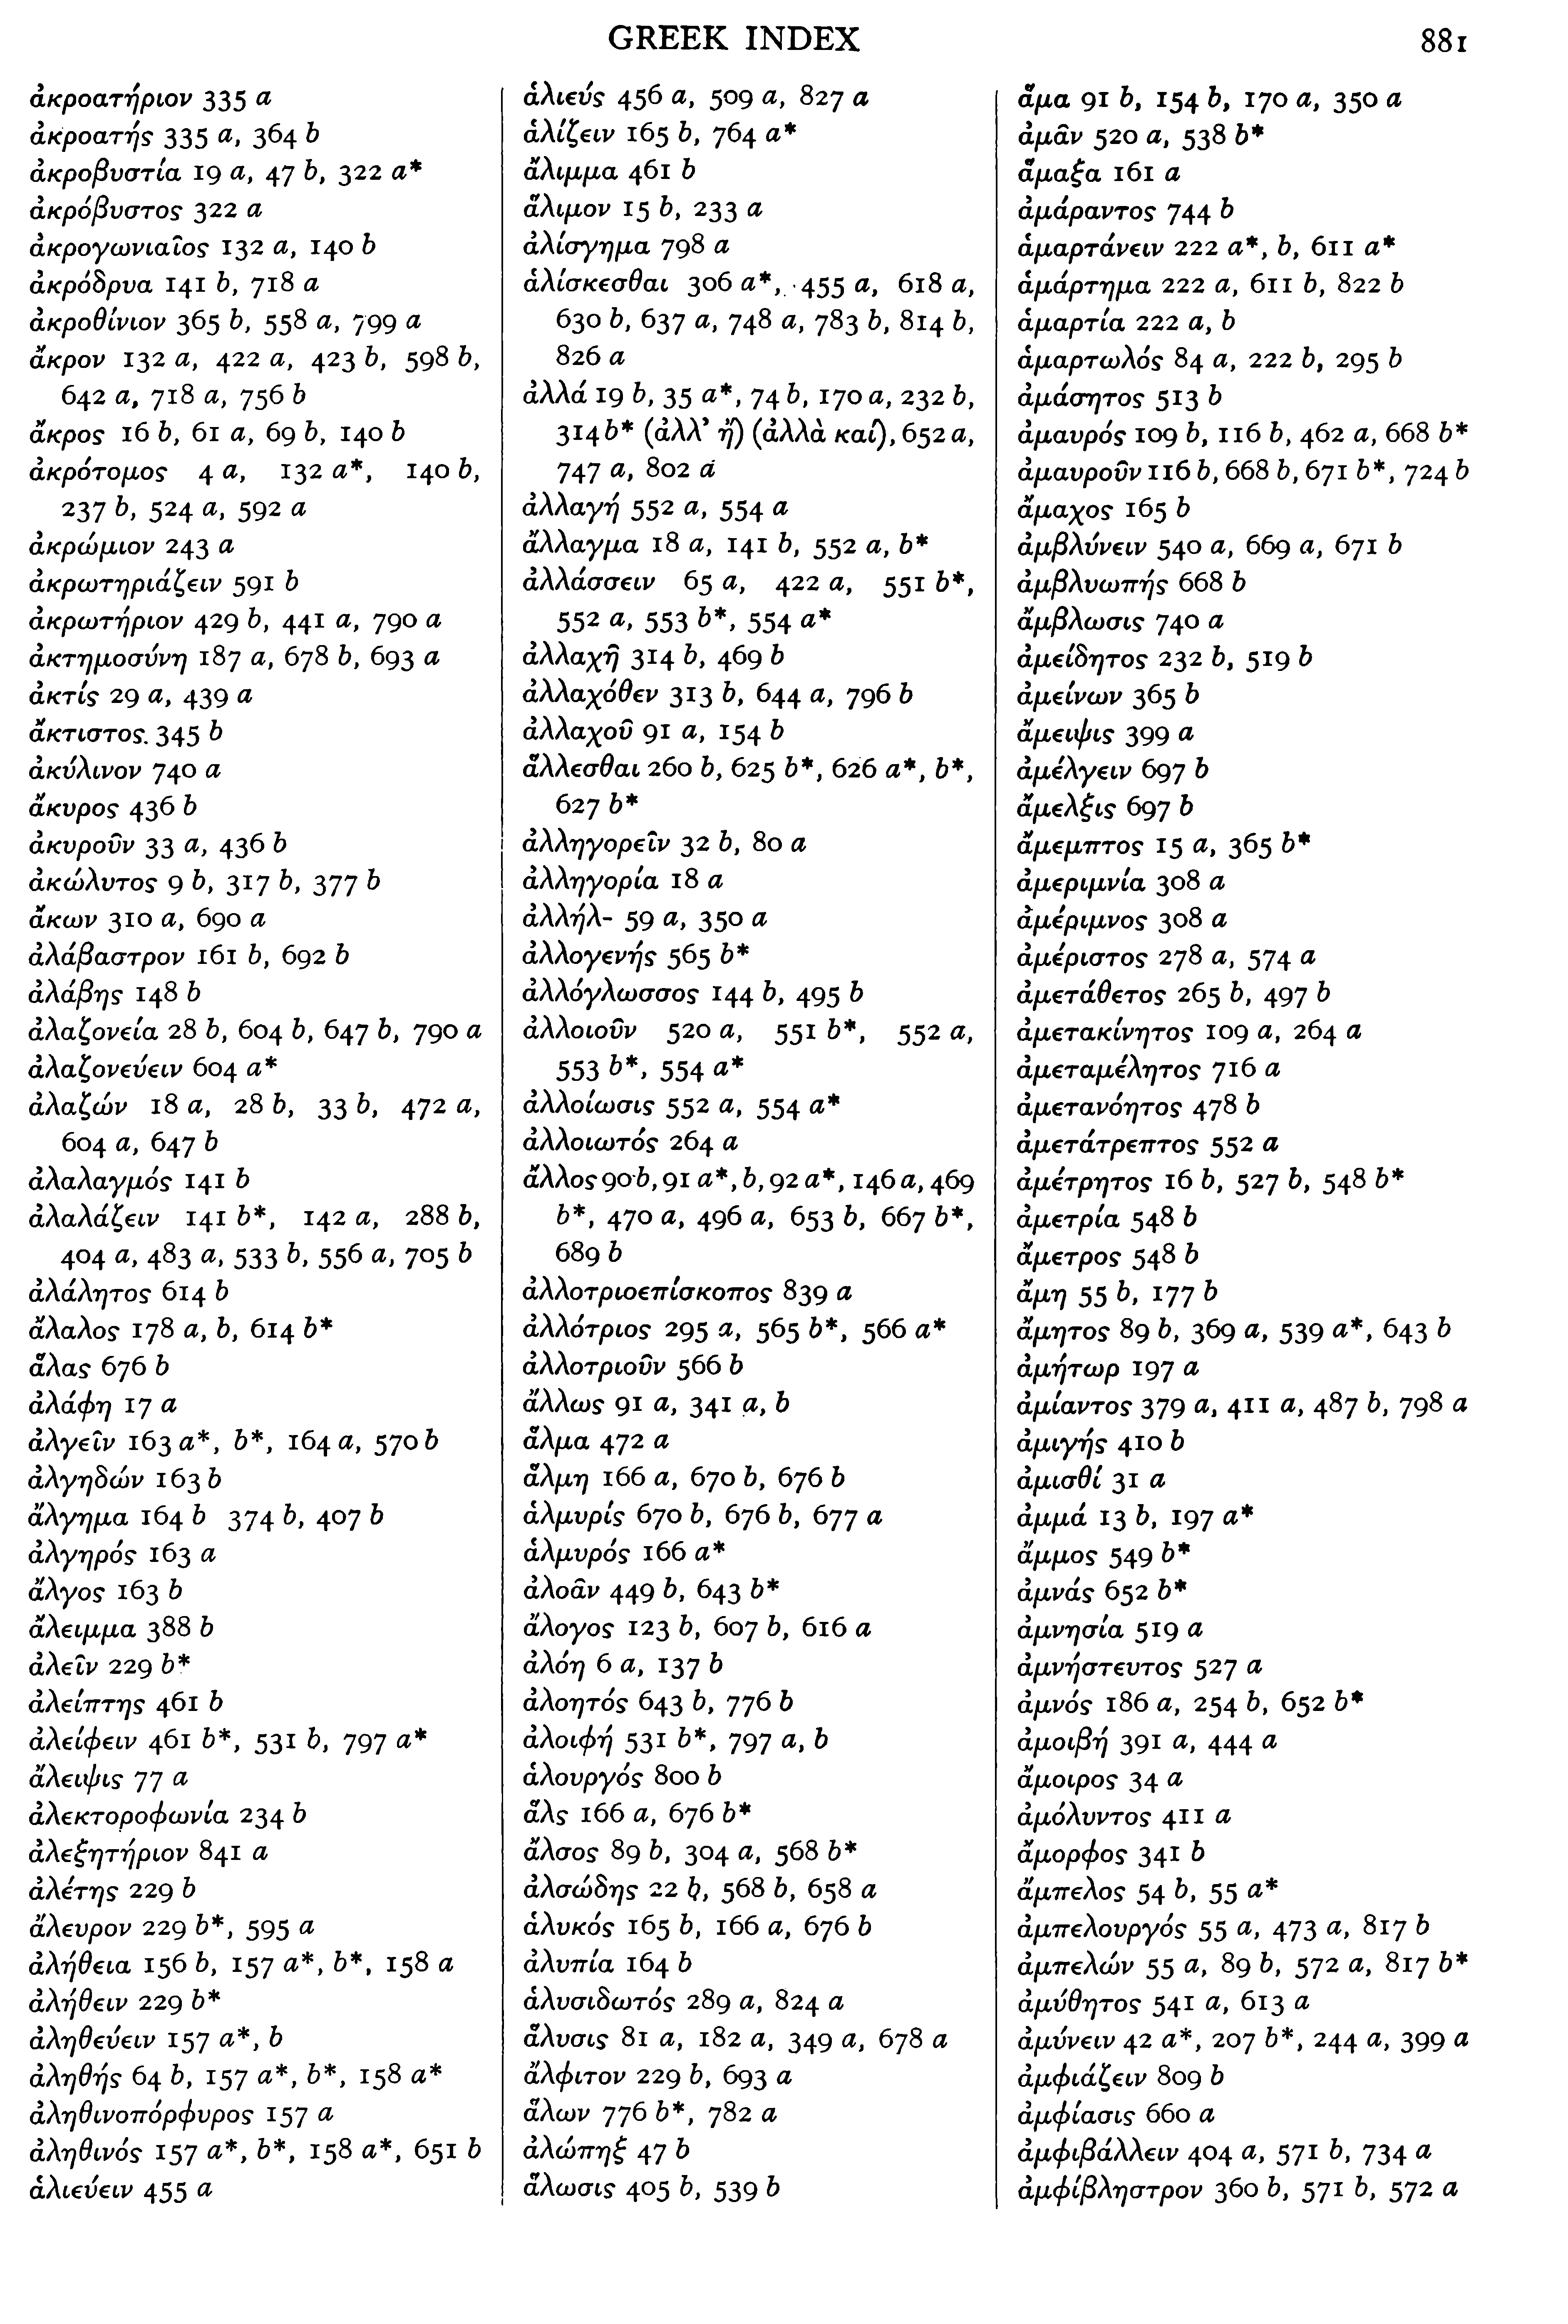 GREEK INDEX 881
ἀκροατήριον 335 a
ἀκροατής 335 a, 364 b
ἀκροβυστία 19 a, 47 b, 322 a*
ἀκρόβυστος 322 a
ἀκρογωνιαῖος 132 a, 140 b
ἀκρόδρυα 141 b, 718 a
ἀκροθίνιον 365 b, 558 a, 799 a
ἄκρον 132 a, 422 a, 423 b, 598 b,
642 a, 718 a, 756 b
ἄκρος 16 b, 61 a, 69 b, 140 b
ἀκρότομος 4 a, 132 a*, 140 b,
237 b, 524 a, 592 a
ἀκρώμιον 243 a
ἀκρωτηριάζειν 591 b
ἀκρωτήριον 429 b, 441 a, 790 a
ἀκτημοσύνη 187 a, 678 b, 693 a
ἀκτίς 29 a, 439 a
ἄκτιστος. 345 b
ἀκύλινον 740 a
ἄκυρος 436 b
ἀκυροῦν 33 a, 436 b
ἀκώλυτος 9 b, 317 b, 377 b
ἄκων 310 a, 690 a
ἀλάβαστρον 161 b, 692 b
ἀλάβης 148 b
ἀλαζονεία 28 b, 604 b, 647 b, 790 a
ἀλαζονεύειν 604 a*
ἀλαζών 18 a, 28 b, 33 b, 472 a,
604 a, 647 b
ἀλαλαγμός 141 b
ἀλαλάζειν 141 b*, 142 a, 288 b,
404 a, 483 a, 533 b, 556 a, 705 b
ἀλάλητος 614 b
ἄλαλος 178 a, b, 614 b*
ἅλας 676 b
ἀλάφη 17 a
ἀλγεῖν 163 a*, b*, 164 a, 570 b
ἀλγηδών 163 b
ἄλγημα 164 b 374 b, 407 b
ἀλγηρός 163 a
ἄλγος 163 b
ἄλειμμα 388 b
ἀλεῖν 229 b*
ἀλείπτης 461 b
ἀλείφειν 461 b*, 531 b, 797 a*
ἄλειψις 77 a
ἀλεκτοροφωνία 234 b
ἀλεξητήριον 841 a
ἀλέτης 229 b
ἄλευρον 229 b*, 595 a
ἀλήθεια 156 b, 157 a*, b*, 158 a
ἀλήθειν 229 b*
ἀληθεύειν 157 a*, b
ἀληθής 64 b, 157 a*, b*, 158 a*
ἀληθινοπόρφυρος 157 a
ἀληθινός 157 a*, b*, 158 a*, 651 b
ἁλιεύειν 455 a
ἁλιεύς 456 a, 509 a, 827 a
ἁλίζειν 165 b, 764 a*
ἄλιμμα 461 b
ἅλιμον 15 b, 233 a
ἀλίσγημα 798 a
ἁλίσκεσθαι 306 a*, 455 a, 618 a,
630 b, 637 a, 748 a, 783 b, 814 b,
826 a
ἀλλά 19 b, 35 a*, 74 b, 170 a, 232 b,
314 b* (ἀλλ’ ἤ) (ἀλλὰ καί), 652 a,
747 a, 802 a
ἀλλαγή 552 a, 554 a
ἄλλαγμα 18 a, 141 b, 552 a, b*
ἀλλάσσειν 65 a, 422 a, 551 b*,
552 a, 553 b*, 554 a*
ἀλλαχῇ 314 b, 469 b
ἀλλαχόθεν 313 b, 644 a, 796 b
ἀλλαχοῦ 91 a, 154 b
ἅλλεσθαι 260 b, 625 b*, 626 a*, b*,
627 b*
ἀλληγορεῖν 32 b, 80 a
ἀλληγορία 18 a
ἀλλήλ- 59 a, 350 a
ἀλλογενής 565 b*
ἀλλόγλωσσος 144 b, 495 b
ἀλλοιοῦν 520 a, 551 b*, 552 a,
553 b*, 554 a*
ἀλλοίωσις 552 a, 554 a*
ἀλλοιωτός 264 a
ἄλλος 90 b, 91 a*, b, 92 a*, 146 a, 469
b*, 470 a, 496 a, 653 b, 667 b*,
689 b
ἀλλοτριοεπίσκοπος 839 a
ἀλλότριος 295 a, 565 b*, 566 a*
ἀλλοτριοῦν 566 b
ἄλλως 91 a, 341 a, b
ἅλμα 472 a
ἅλμη 166 a, 670 b, 676 b
ἁλμυρίς 670 b, 676 b, 677 a
ἁλμυρός 166 a*
ἀλοᾶν 449 b, 643 b*
ἄλογος 123 b, 607 b, 616 a
ἀλόη 6 a, 137 b
ἀλοητός 643 b, 776 b
ἀλοιφή 531 b*, 797 a, b
ἁλουργός 800 b
ἅλς 166 a, 676 b*
ἄλσος 89 b, 304 a, 568 b*
ἀλσώδης 22 b, 568 b, 658 a
ἁλυκός 165 b, 166 a, 676 b
ἀλυπία 164 b
ἁλυσιδωτός 289 a, 824 a
ἅλυσις 81 a, 182 a, 349 a, 678 a
ἄλφιτον 229 b, 693 a
ἅλων 776 b*, 782 a
ἀλώπηξ 47 b
ἅλωσις 405 b, 539 b
ἅμα 91 b, 154 b, 170 a, 350 a
ἀμᾶν 520 a, 538 b*
ἅμαξα 161 a
ἀμάραντος 744 b
ἁμαρτάνειν 222 a*, b, 611 a*
ἁμάρτημα 222 a, 611 b, 822 b
ἁμαρτία 222 a, b
ἁμαρτωλός 84 a, 222 b, 295 b
ἀμάσητος 513 b
ἀμαυρός 109 b, 116 b, 462 a, 668 b*
ἀμαυροῦν 116 b, 668 b, 671 b*, 724 b
ἄμαχος 165 b
ἀμβλύνειν 540 a, 669 a, 671 b
ἀμβλυωπής 668 b
ἄμβλωσις 740 a
ἀμείδητος 232 b, 519 b
ἀμείνων 365 b
ἄμειψις 399 a
ἀμέλγειν 697 b
ἄμελξις 697 b
ἄμεμπτος 15 a, 365 b*
ἀμεριμνία 308 a
ἀμέριμνος 308 a
ἀμέριστος 278 a, 574 a
ἀμετάθετος 265 b, 497 b
ἀμετακίνητος 109 a, 264 a
ἀμεταμέλητος 716 a
ἀμετανόητος 478 b
ἀμετάτρεπτος 552 a
ἀμέτρητος 16 b, 527 b, 548 b*
ἀμετρία 548 b
ἄμετρος 548 b
ἄμη 55 b, 177 b
ἄμητος 89 b, 369 a, 539 a*, 643 b
ἀμήτωρ 197 a
ἀμίαντος 379 a, 411 a, 487 b, 798 a
ἀμιγής 410 b
ἀμισθί 31 a
ἀμμά 13 b, 197 a*
ἄμμος 549 b*
ἀμνάς 652 b*
ἀμνησία 519 a
ἀμνήστευτος 527 a
ἀμνός 186 a, 254 b, 652 b*
ἀμοιβή 391 a, 444 a
ἄμοιρος 34 a
ἀμόλυντος 411 a
ἄμορφος 341 b
ἄμπελος 54 b, 55 a*
ἀμπελουργός 55 a, 473 a, 817 b
ἀμπελών 55 a, 89 b, 572 a, 817 b*
ἀμύθητος 541 a, 613 a
ἀμύνειν 42 a*, 207 b*, 244 a, 399 a
ἀμφιάζειν 809 b
ἀμφίασις 660 a
ἀμφιβάλλειν 404 a, 571 b, 734 a
ἀμφίβληστρον 360 b, 571 b, 572 a